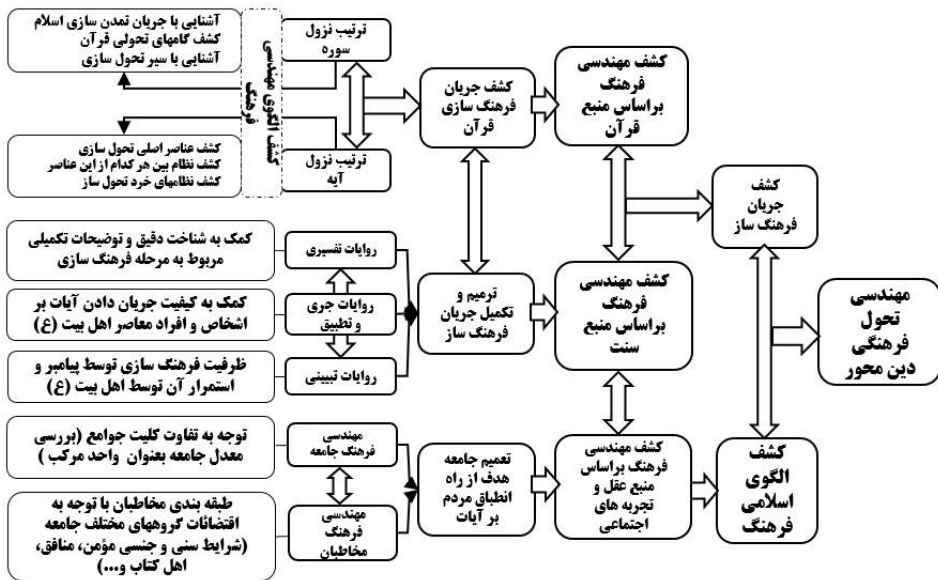 آشنایی با جریان تمدن سازی اسلام
کشف گامهای تحولی قرآن
آشنایی با سیر تحول سازی
کشف الگوی مهندسی
فرهنگ
ترتیب نزول
سوره
کشف عناصر اصلی تحول سازی
کشف نظام بین هر کدام از این عناصر
کشف نظامهای خرد تحول ساز
ترتیب نزول
آیه
کشف جریان
فرهنگ سازی
قرآن
کشف مهندسی
فرهنگ
براساس منبع
قرآن
کشف
جریان
فرهنگ ساز
کمک به شناخت دقیق و توضیحات تکمیلی
مربوط به مرحله فرهنگ سازی
روایات تفسیری
کمک به کیفیت جریان دادن آیات بر
اشخاص و افراد معاصر اهل بیت (ع)
روایات جری
و تطبیق
ظرفیت فرهنگ سازی توسط پیامبر و
استمرار آن توسط اهل بیت (ع)
روایات تبیینی
ترمیم و
تکمیل جریان
فرهنگ ساز
کشف مهندسی
فرهنگ
براساس منبع
سنت
مهندسی
تحول
فرهنگی
دین محور
توجه به تفاوت کلیت جوامع (بررسی
معدل جامعه بعنوان واحد مرکب )
مهندسی
فرهنگ جامعه
طبقه بندی مخاطبان با توجه به
اقتضائات گروههای مختلف جامعه
(شرایط سنی و جنسی مؤمن، منافق،
اهل کتاب و...)
مهندسی
فرهنگ
مخاطبان
تعمیم جامعه
هدف از راه
انطباق مردم
بر آیات
کشف مهندسی
فرهنگ براساس
منبع عقل و
تجربه های
اجتماعی
کشف
الگوی
اسلامی
فرهنگ